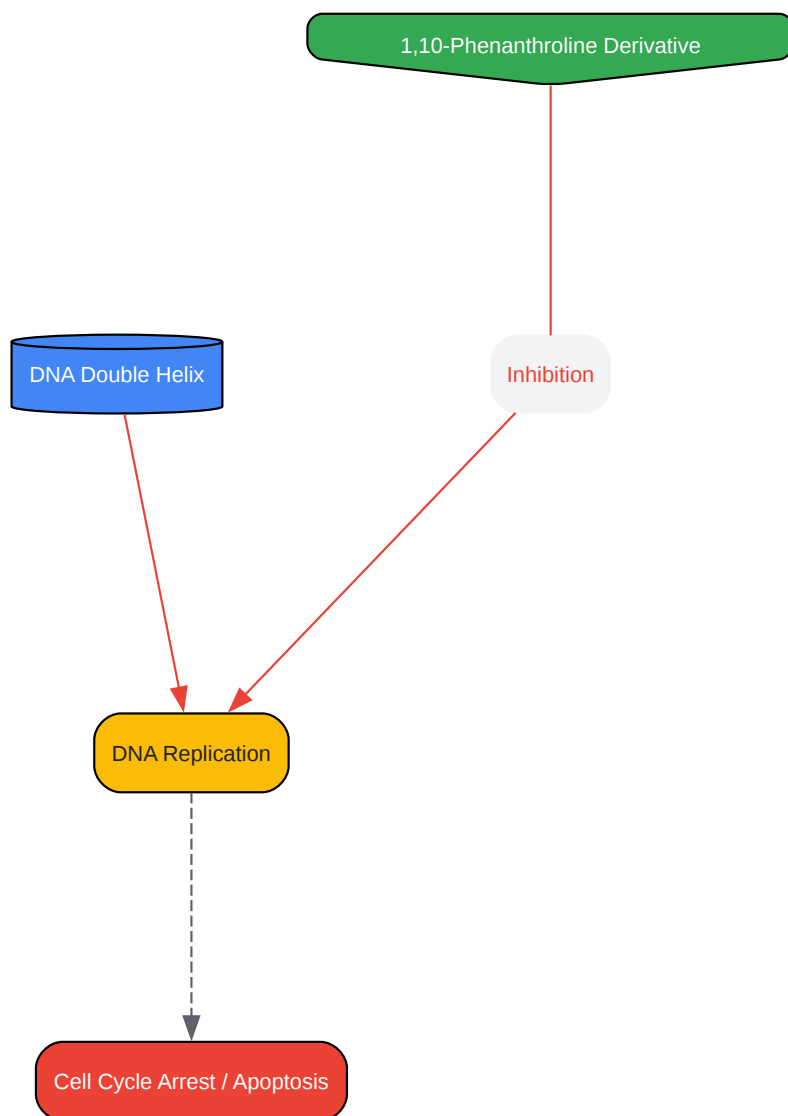 1,10-Phenanthroline Derivative
DNA Double Helix
Inhibition
DNA Replication
Cell Cycle Arrest / Apoptosis